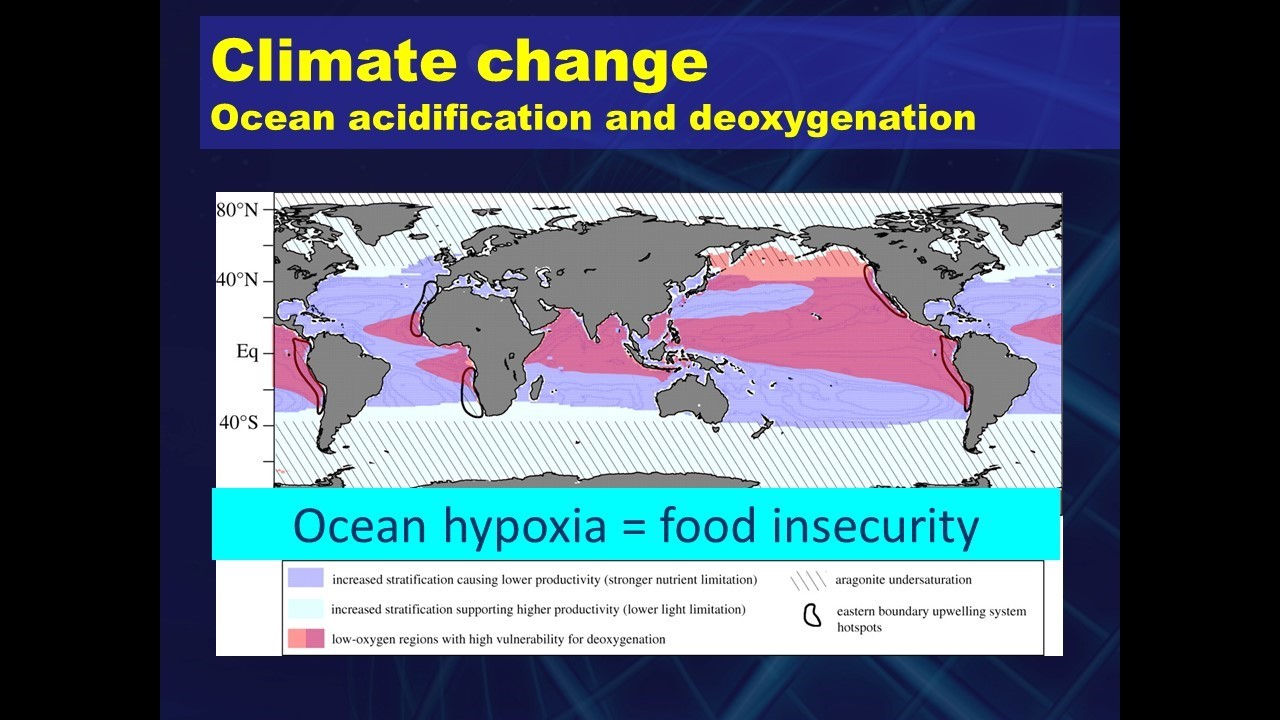 Climate change
Ocean acidification and deoxygenation
80°N
40°N
Eq
40°S
Ocean hypoxia = food insecurity
increased stratification causing lower productivity (stronger nutrient limitation)
increased stratification supporting higher productivity (lower light limitation)
low-oxygen regions with high vulnerability for deoxygenation
aragonite undersaturation
eastern boundary upwelling system
hotspots